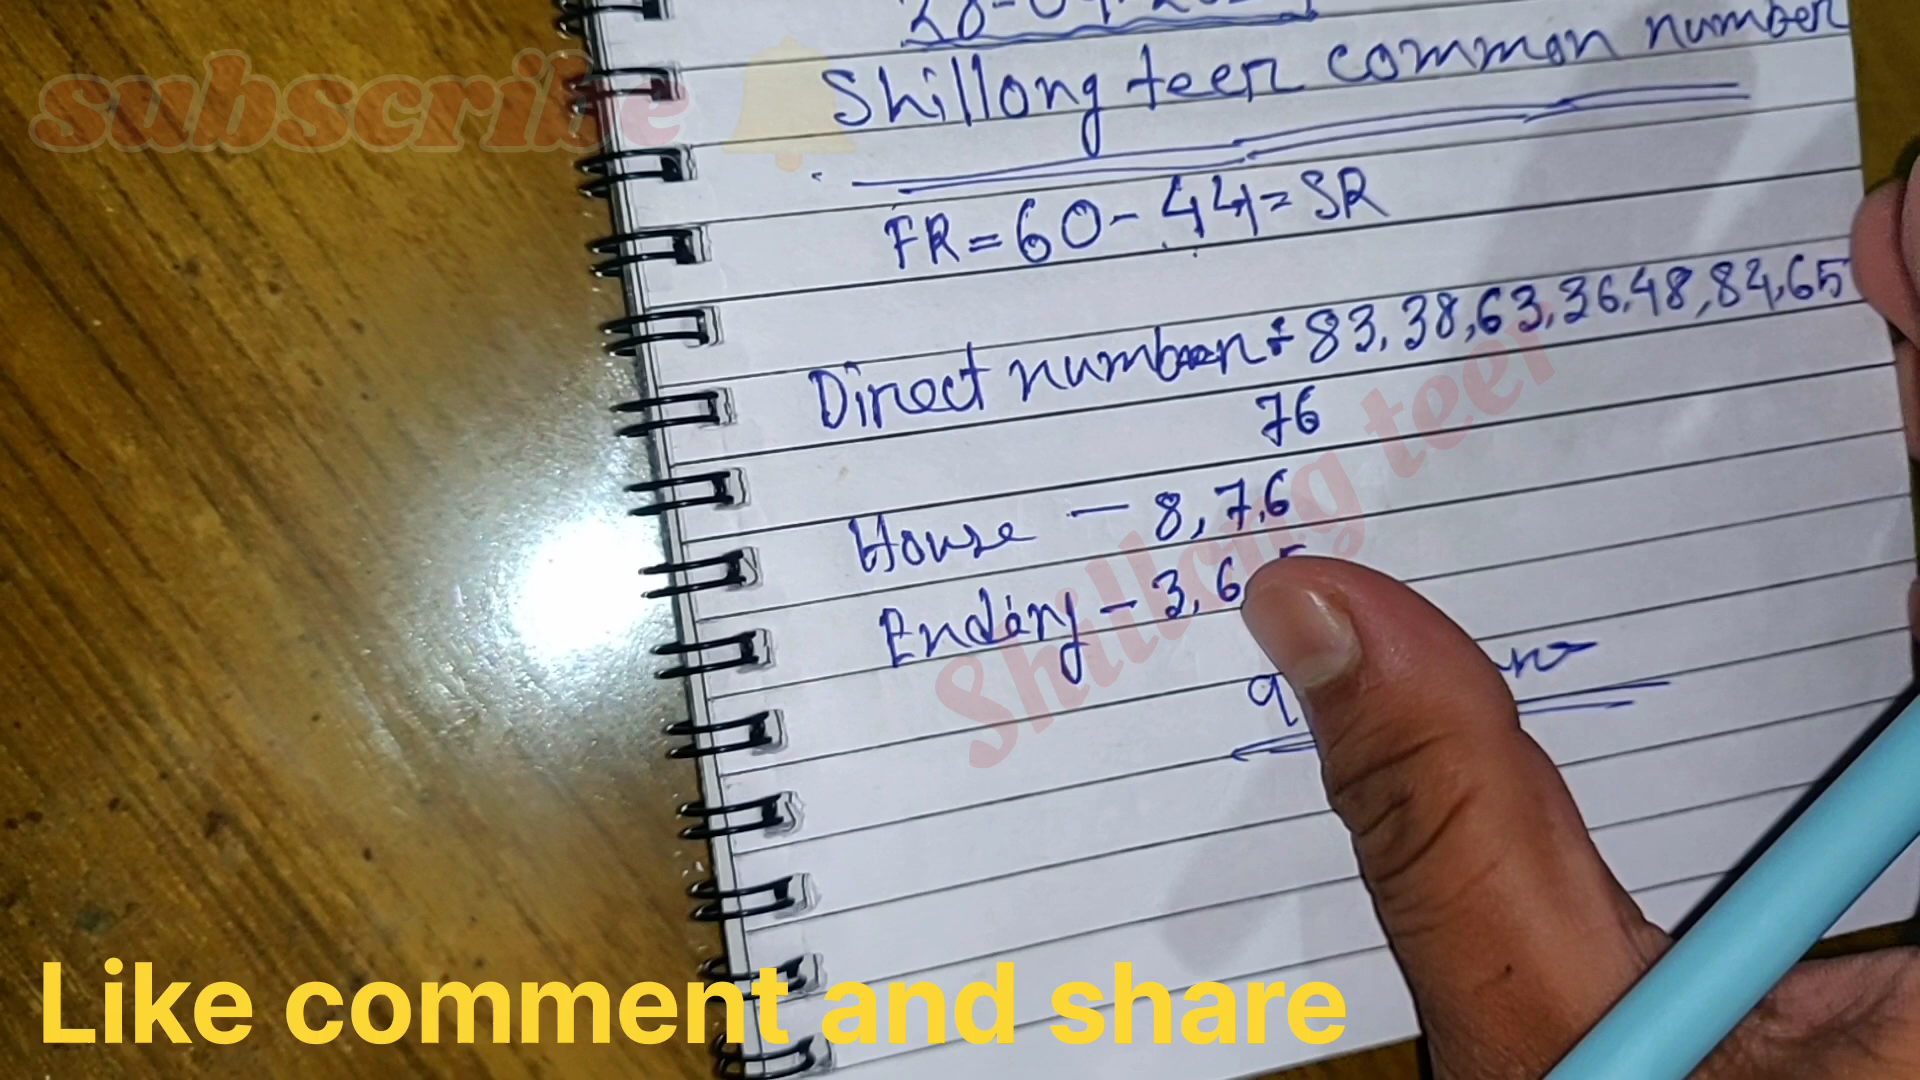 subscribe
Shillong teer common number
FR = 60 - 44 = SR
Direct number ÷ 83, 38, 63, 36, 48, 84, 65
76
House — 8, 7, 6
Ending - 3, 6
Shillong teer
Like comment and share